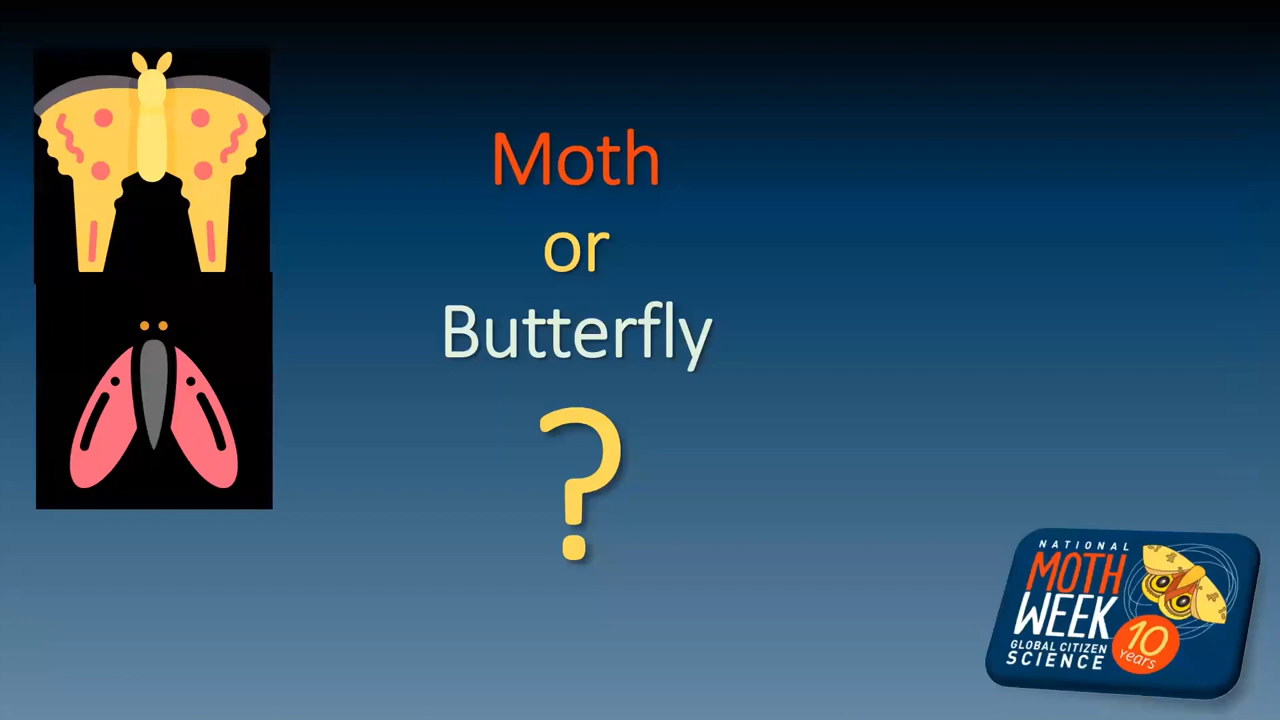 Moth
or
Butterfly
?
NATIONAL
MOTH
WEEK
GLOBAL CITIZEN
SCIENCE
10
years